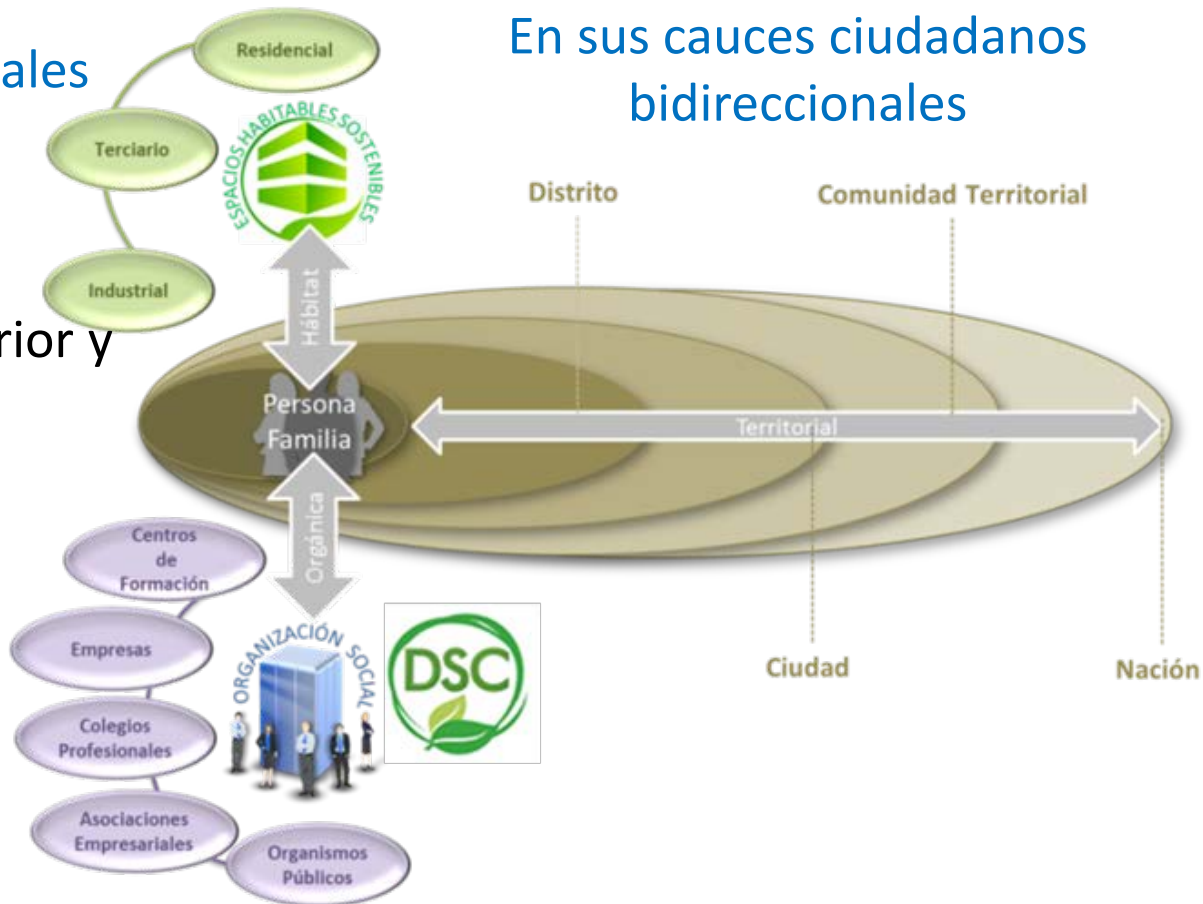 ales
En sus cauces ciudadanos
bidireccionales
Residencial
Terciario
Industrial
ESPACIOS HABITABLES SOSTENIBLES
Hábitat
rior y
Distrito
Comunidad Territorial
Persona
Familia
Territorial
Orgánica
Ciudad
Nación
Centros
de
Formación
Empresas
Colegios
Profesionales
Asociaciones
Empresariales
Organismos
Públicos
ORGANIZACIÓN SOCIAL
DSC